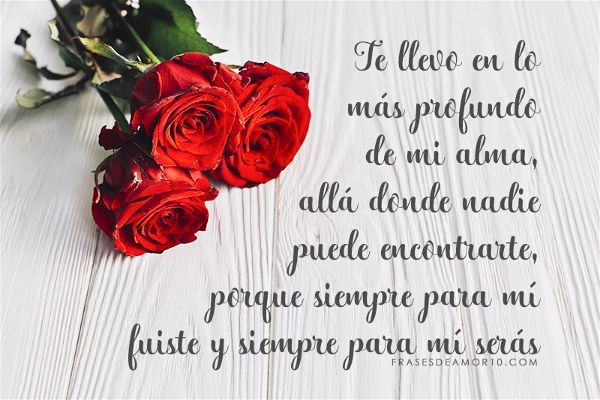 Te llevo en lo
más profundo
de mi alma,
allá donde nadie
puede encontrarte,
porque siempre para mí
fuiste y siempre para mí serás
FRASESDEAMOR10.COM